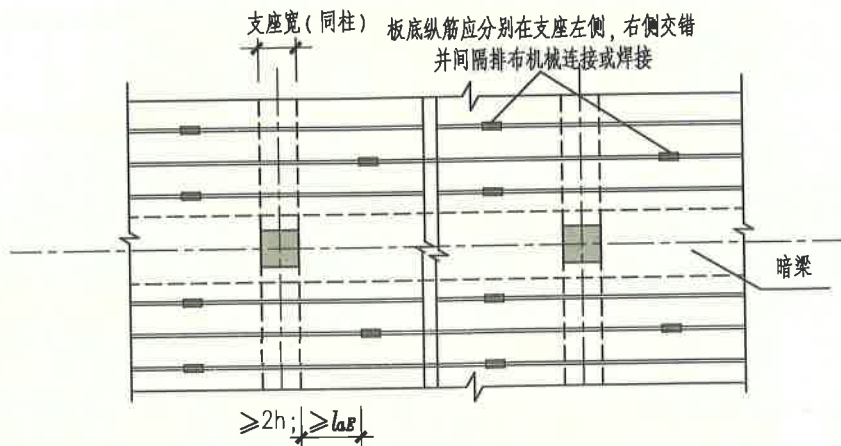 支座宽(同柱)
板底纵筋应分别在支座左侧,右侧交错
并间隔排布机械连接或焊接
暗梁
≥2h;≥laE